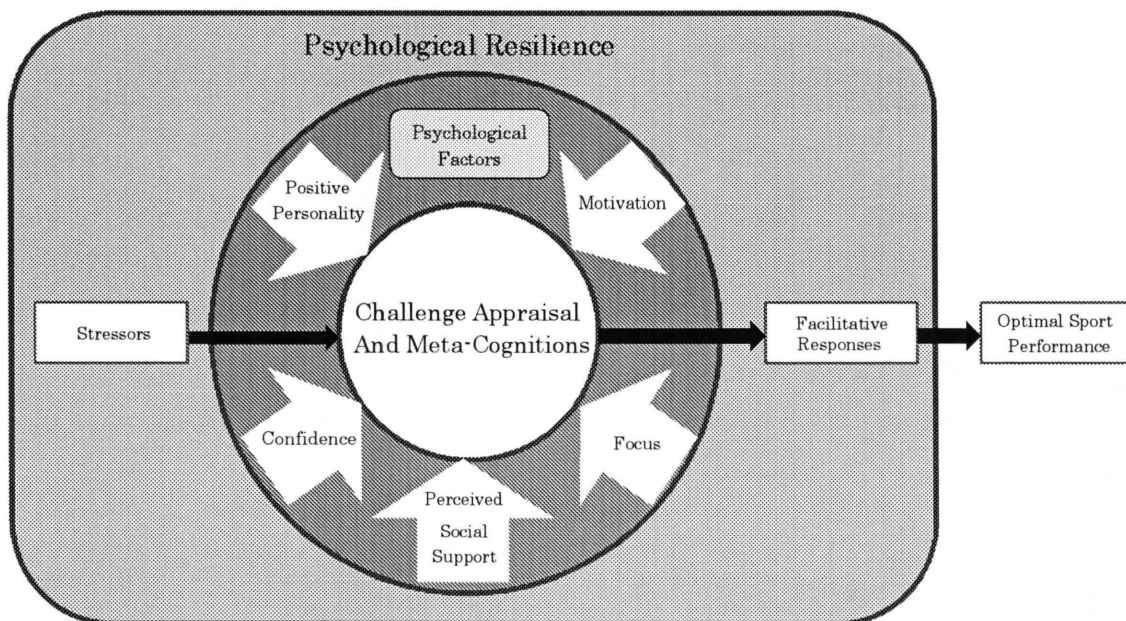 Psychological Resilience
Psychological
Factors
Positive
Personality
Motivation
Stressors
Challenge Appraisal
And Meta-Cognitions
Facilitative
Responses
Optimal Sport
Performance
Confidence
Focus
Perceived
Social
Support